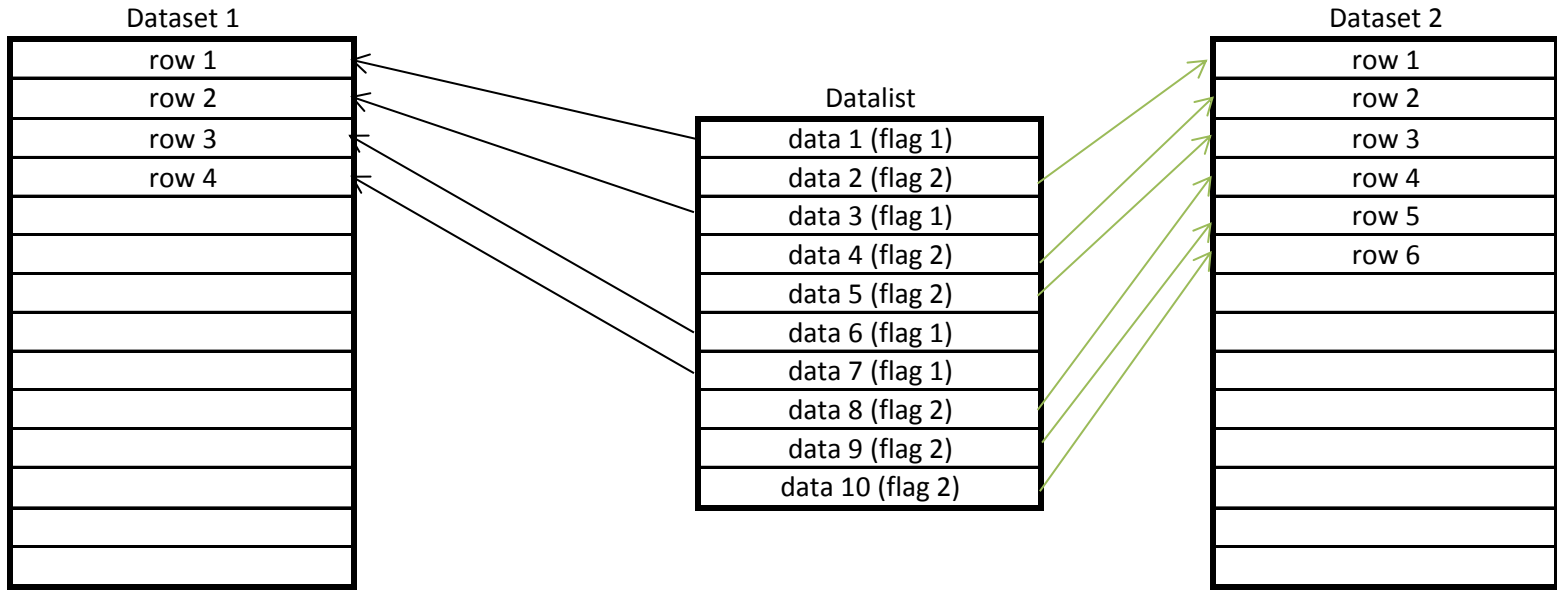 Dataset 1
row 1
row 2
row 3
row 4
Datalist
data 1 (flag 1)
data 2 (flag 2)
data 3 (flag 1)
data 4 (flag 2)
data 5 (flag 2)
data 6 (flag 1)
data 7 (flag 1)
data 8 (flag 2)
data 9 (flag 2)
data 10 (flag 2)
Dataset 2
row 1
row 2
row 3
row 4
row 5
row 6